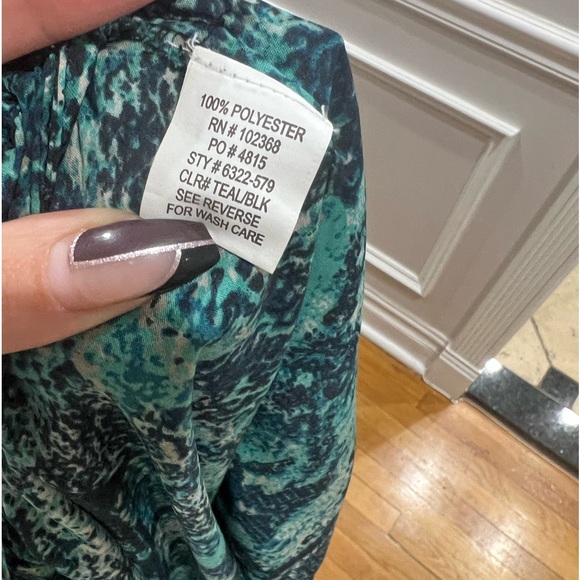 100% POLYESTER
RN # 102368
PO # 4815
STY # 6322-579
CLR# TEAL/BLK
SEE REVERSE
FOR WASH CARE